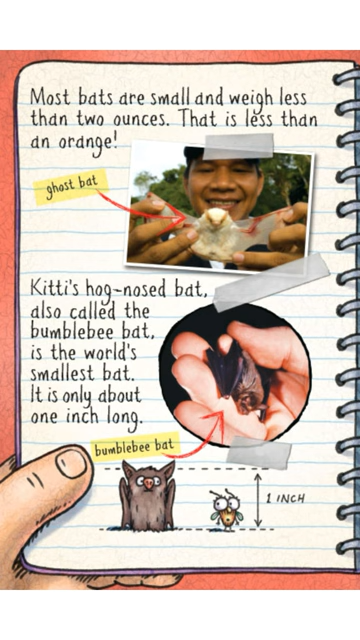 Most bats are small and weigh less
than two ounces. That is less than
an orange!
ghost bat
Kitti's hog-nosed bat,
also called the
bumblebee bat,
is the world's
smallest bat.
It is only about
one inch long.
bumblebee bat
1 INCH